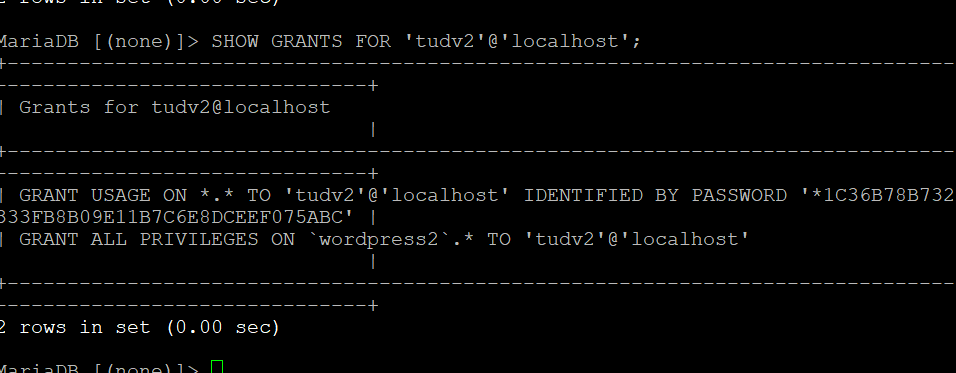 2 rows in set (0.00 sec)
MariaDB [(none)]> SHOW GRANTS FOR 'tudv2'@'localhost';
+------------------------------------------------------------------------------
---------------------------------+
| Grants for tudv2@localhost
|
+------------------------------------------------------------------------------
---------------------------------+
| GRANT USAGE ON *.* TO 'tudv2'@'localhost' IDENTIFIED BY PASSWORD '*1C36B78B732
333FB8B09E11B7C6E8DCEEF075ABC' |
| GRANT ALL PRIVILEGES ON `wordpress2`.* TO 'tudv2'@'localhost'
|
+------------------------------------------------------------------------------
---------------------------------+
2 rows in set (0.00 sec)
MariaDB [(none)]>